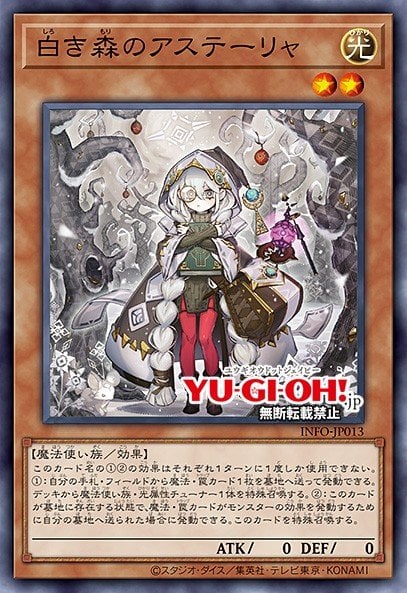 白き森のアステーリャ
光
YU-GI-OH!.jp
無断転載禁止
INFO-JP013
【魔法使い族／効果】
このカード名の①②の効果はそれぞれ1ターンに1度しか使用できない。
①:自分の手札・フィールドから魔法・罠カード1枚を墓地へ送って発動できる。
デッキから魔法使い族・光属性チューナー1体を特殊召喚する。②:このカード
が墓地に存在する状態で、魔法・罠カードがモンスターの効果を発動するため
に自分の墓地へ送られた場合に発動できる。このカードを特殊召喚する。
ATK/ 0 DEF/ 0
©スタジオ・ダイス／集英社・テレビ東京・KONAMI